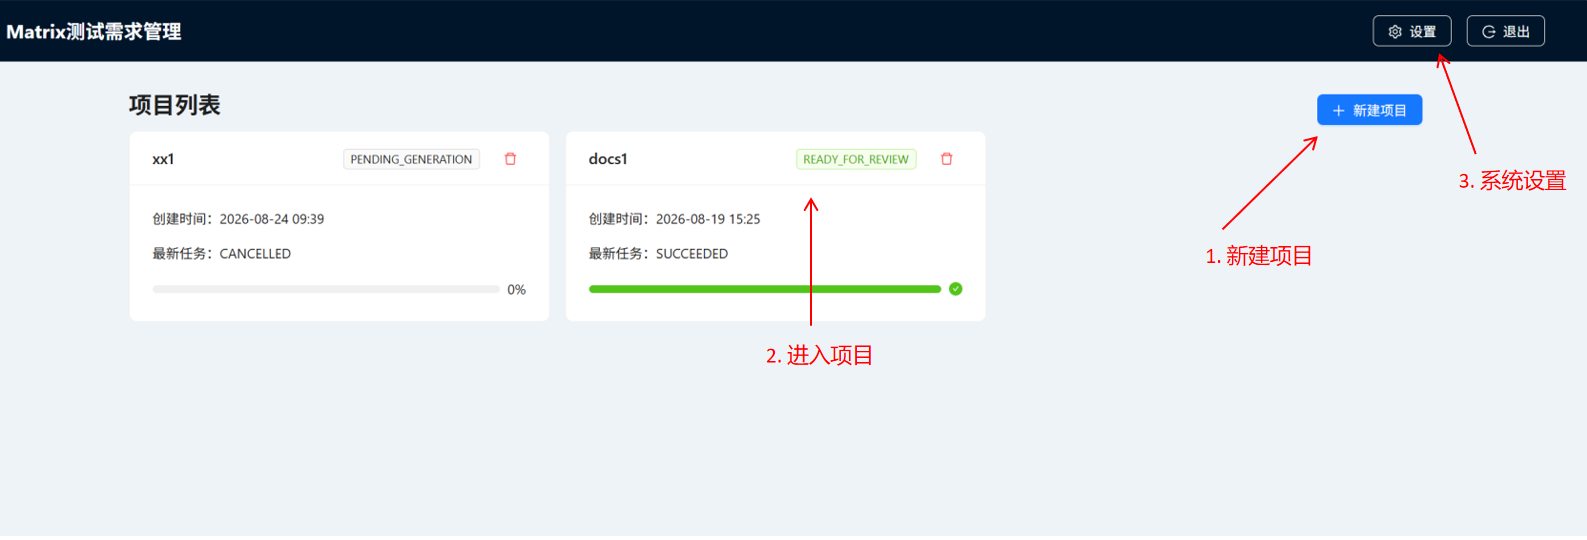 Matrix测试需求管理
设置
退出
项目列表
新建项目
xx1
PENDING_GENERATION
创建时间：2026-08-24 09:39
最新任务：CANCELLED
0%
docs1
READY_FOR_REVIEW
创建时间：2026-08-19 15:25
最新任务：SUCCEEDED
3. 系统设置
1. 新建项目
2. 进入项目